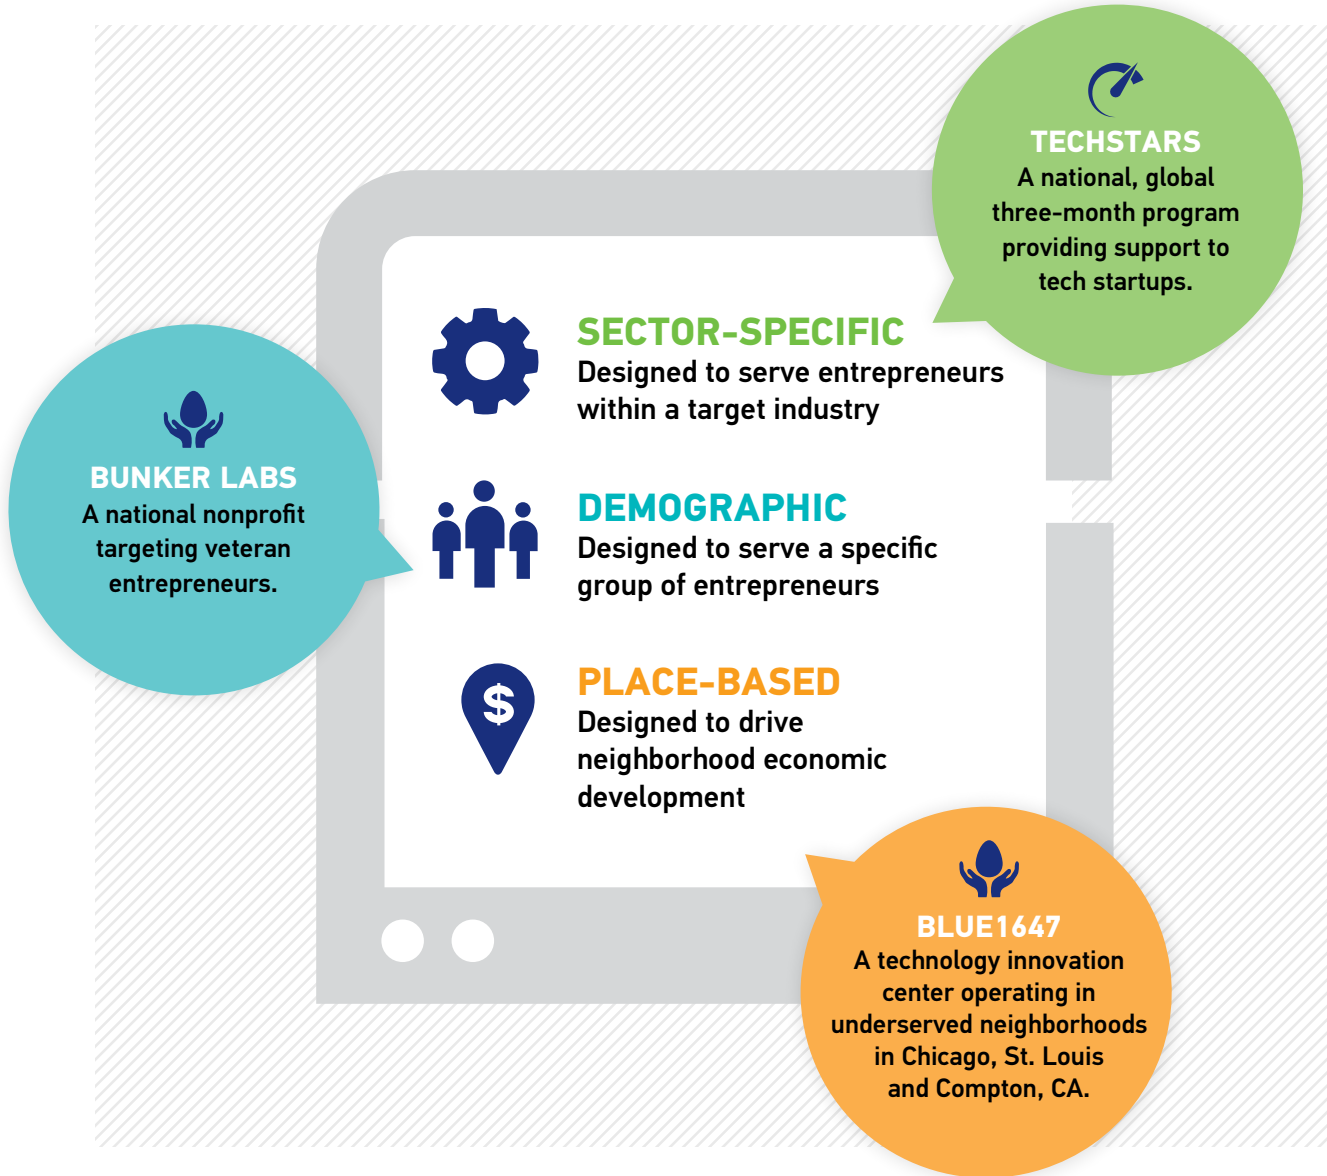 TECHSTARS
A national, global
three-month program
providing support to
tech startups.
SECTOR-SPECIFIC
Designed to serve entrepreneurs
within a target industry
BUNKER LABS
A national nonprofit
targeting veteran
entrepreneurs.
DEMOGRAPHIC
Designed to serve a specific
group of entrepreneurs
$
PLACE-BASED
Designed to drive
neighborhood economic
development
BLUE1647
A technology innovation
center operating in
underserved neighborhoods
in Chicago, St. Louis
and Compton, CA.